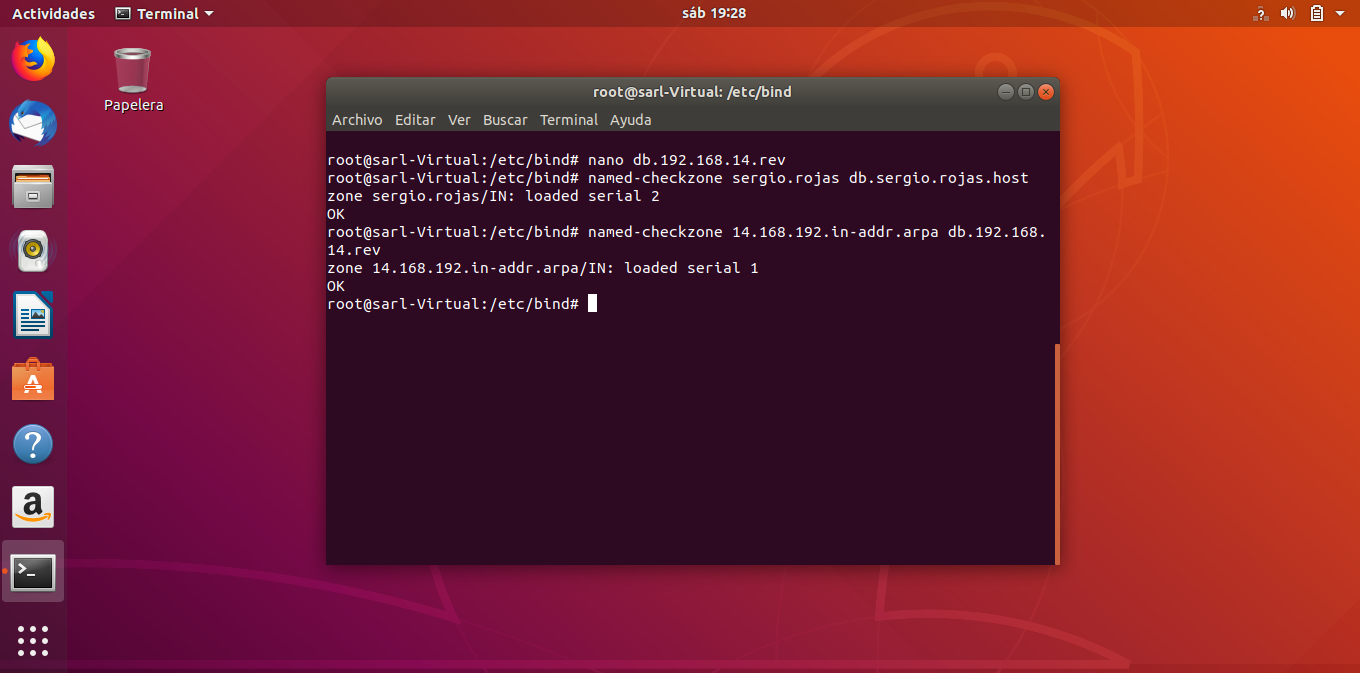 Actividades
Terminal
sáb 19:28
Papelera
root@sarl-Virtual: /etc/bind
Archivo Editar Ver Buscar Terminal Ayuda
root@sarl-Virtual:/etc/bind# nano db.192.168.14.rev
root@sarl-Virtual:/etc/bind# named-checkzone sergio.rojas db.sergio.rojas.host
zone sergio.rojas/IN: loaded serial 2
OK
root@sarl-Virtual:/etc/bind# named-checkzone 14.168.192.in-addr.arpa db.192.168.
14.rev
zone 14.168.192.in-addr.arpa/IN: loaded serial 1
OK
root@sarl-Virtual:/etc/bind#